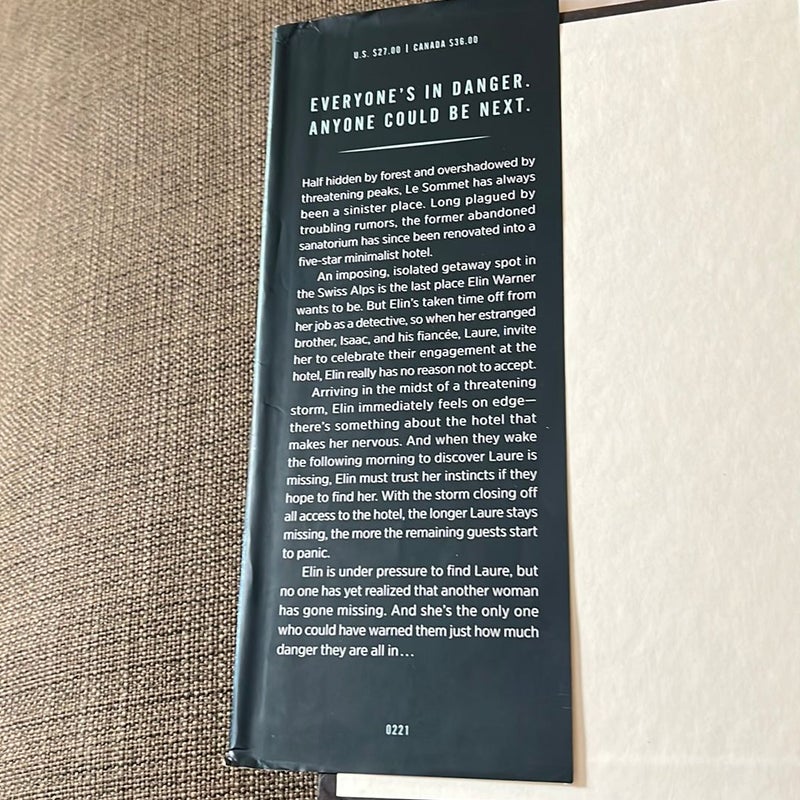 U.S. $27.00 | CANADA $36.00
EVERYONE'S IN DANGER.
ANYONE COULD BE NEXT.
Half hidden by forest and overshadowed by
threatening peaks, Le Sommet has always
been a sinister place. Long plagued by
troubling rumors, the former abandoned
sanatorium has since been renovated into a
five-star minimalist hotel.
An imposing, isolated getaway spot in
the Swiss Alps is the last place Elin Warner
wants to be. But Elin's taken time off from
her job as a detective, so when her estranged
brother, Isaac, and his fiancée, Laure, invite
her to celebrate their engagement at the
hotel, Elin really has no reason not to accept.
Arriving in the midst of a threatening
storm, Elin immediately feels on edge—
there's something about the hotel that
makes her nervous. And when they wake
the following morning to discover Laure is
missing, Elin must trust her instincts if they
hope to find her. With the storm closing off
all access to the hotel, the longer Laure stays
missing, the more the remaining guests start
to panic.
Elin is under pressure to find Laure, but
no one has yet realized that another woman
has gone missing. And she's the only one
who could have warned them just how much
danger they are all in...
0221